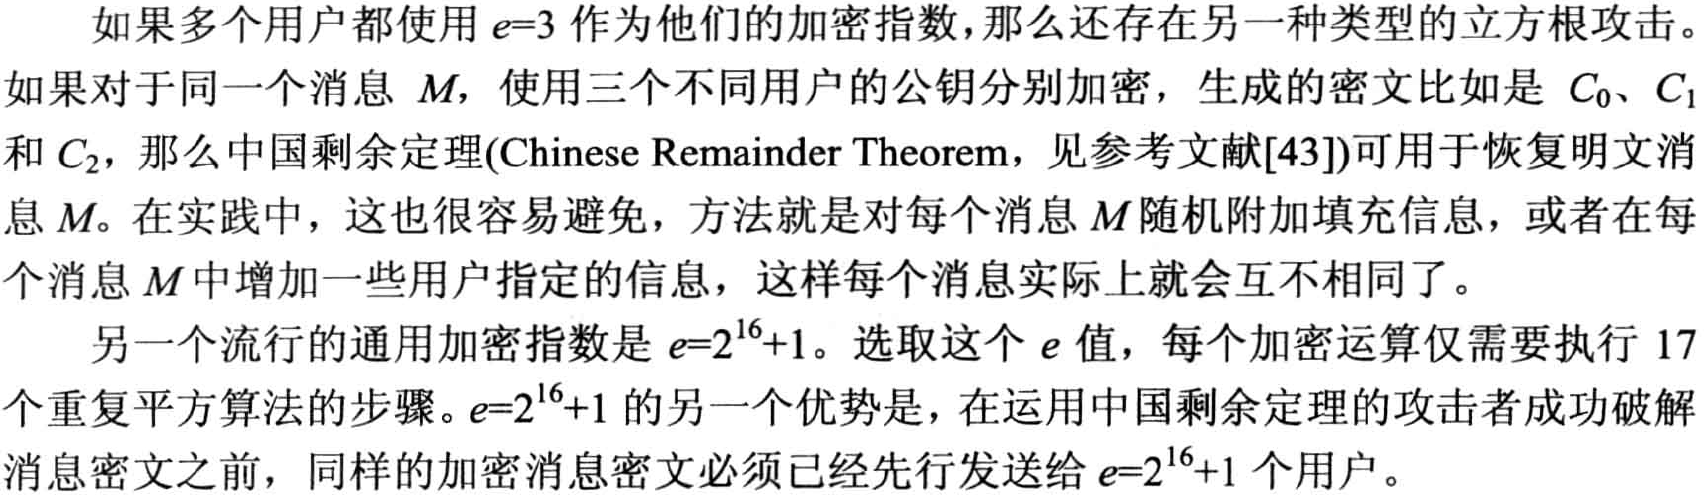 如果多个用户都使用 e=3 作为他们的加密指数，那么还存在另一种类型的立方根攻击。
如果对于同一个消息 M，使用三个不同用户的公钥分别加密，生成的密文比如是 C₀、C₁
和 C₂，那么中国剩余定理(Chinese Remainder Theorem，见参考文献[43])可用于恢复明文消
息 M。在实践中，这也很容易避免，方法就是对每个消息 M 随机附加填充信息，或者在每
个消息 M 中增加一些用户指定的信息，这样每个消息实际上就会互不相同了。
另一个流行的通用加密指数是 e=2¹⁶+1。选取这个 e 值，每个加密运算仅需要执行 17
个重复平方算法的步骤。e=2¹⁶+1 的另一个优势是，在运用中国剩余定理的攻击者成功破解
消息密文之前，同样的加密消息密文必须已经先行发送给 e=2¹⁶+1 个用户。